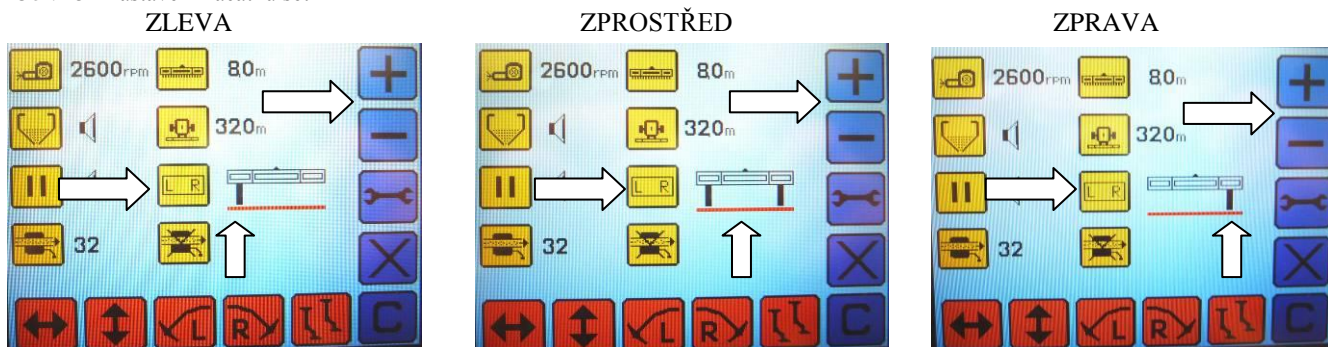 ZLEVA ZPROSTŘED ZPRAVA
2600rpm 8,0m
320m
L R
32
L R C
2600rpm 8,0m
320m
L R
32
L R C
2600rpm 8,0m
320m
L R
32
L R C